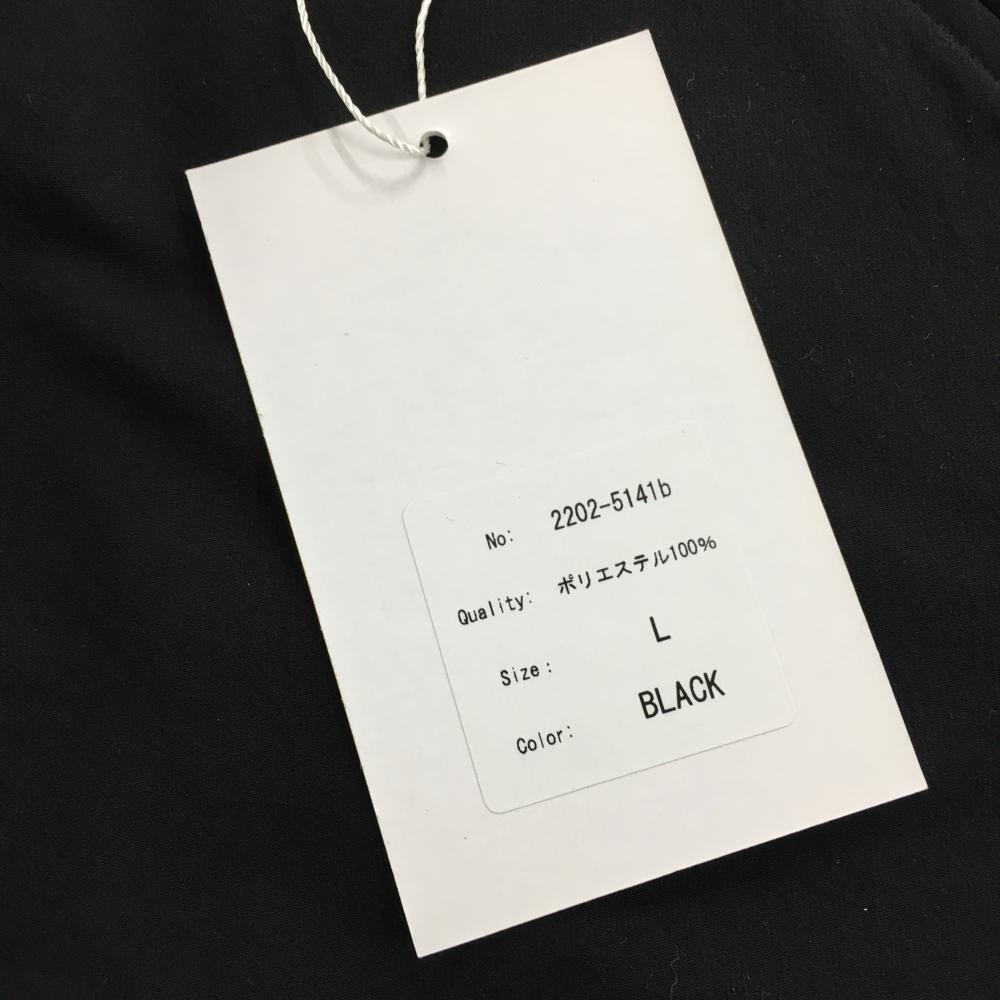 No: 2202-5141b
Quality: ポリエステル100%
Size: L
Color: BLACK